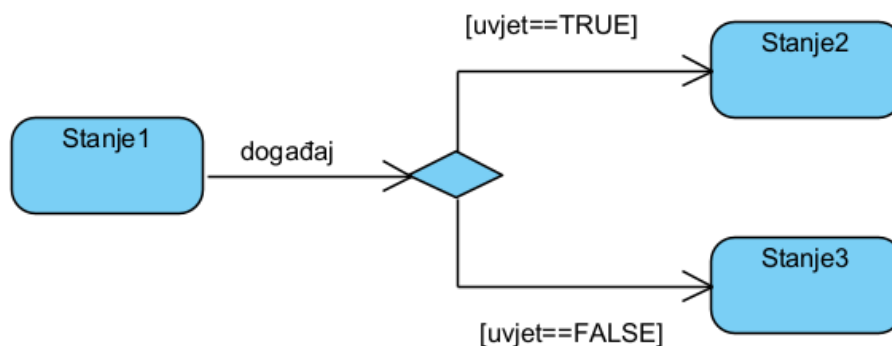 [uvjet==TRUE]
Stanje2
Stanje1
događaj
Stanje3
[uvjet==FALSE]